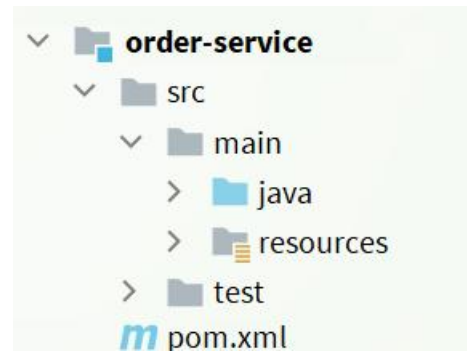 order-service
src
main
java
resources
test
pom.xml